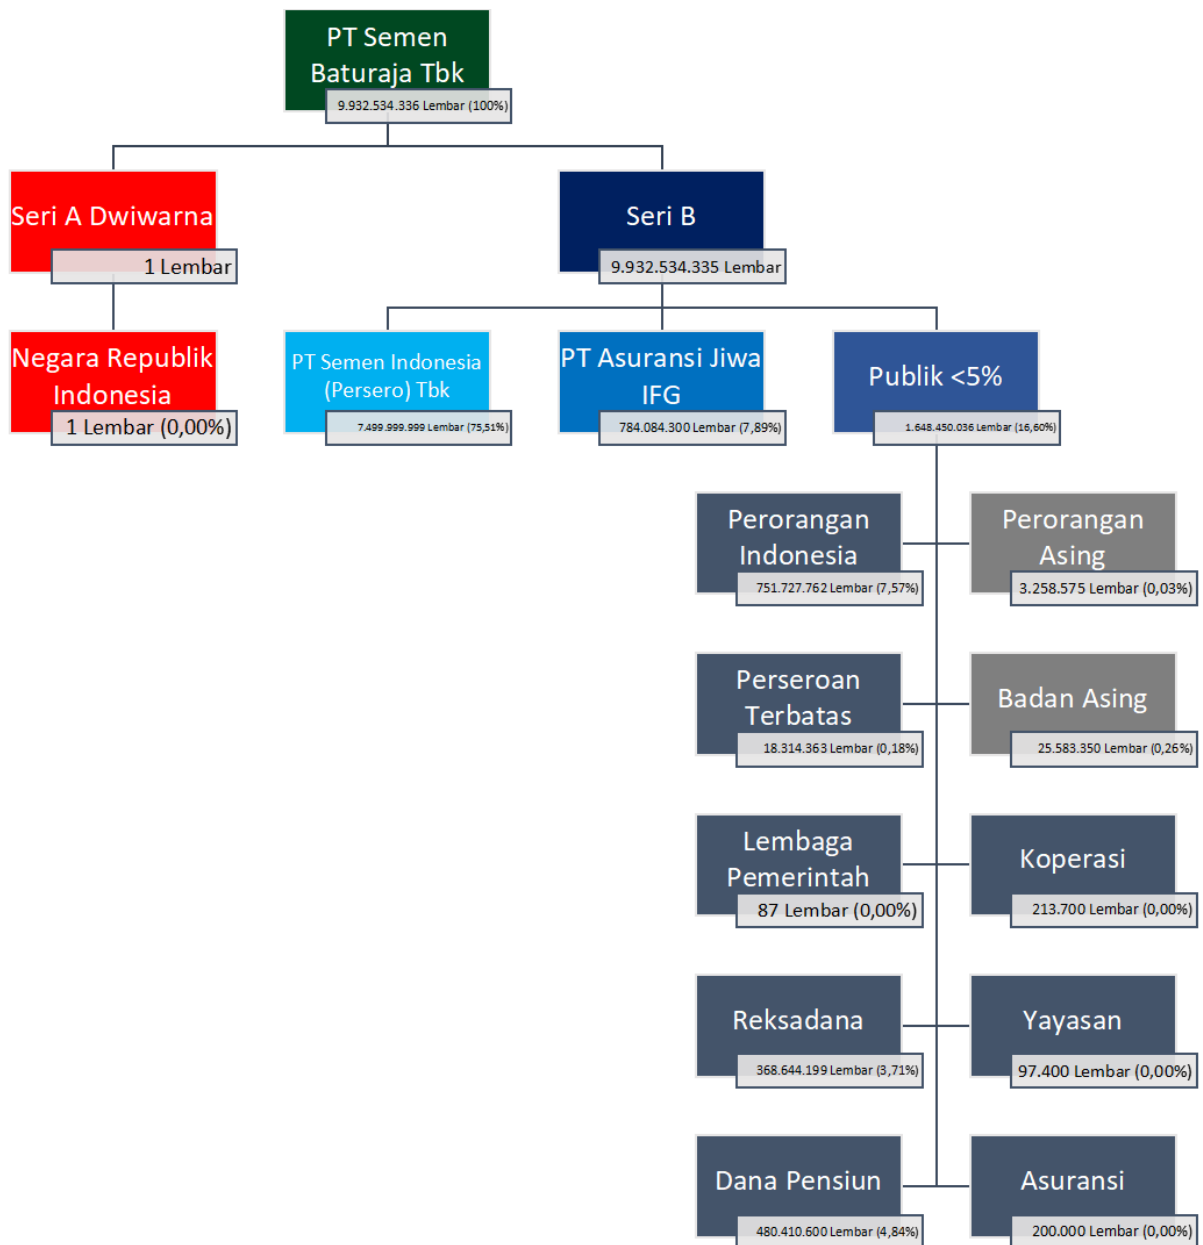 PT Semen
Baturaja Tbk
9.932.534.336 Lembar (100%)
Seri A Dwiwarna
1 Lembar
Seri B
9.932.534.335 Lembar
Negara Republik
Indonesia
1 Lembar (0,00%)
PT Semen Indonesia
(Persero) Tbk
7.499.999.999 Lembar (75,51%)
PT Asuransi Jiwa
IFG
784.084.300 Lembar (7,89%)
Publik <5%
1.648.450.036 Lembar (16,60%)
Perorangan
Indonesia
751.727.762 Lembar (7,57%)
Perorangan
Asing
3.258.575 Lembar (0,03%)
Perseroan
Terbatas
18.314.363 Lembar (0,18%)
Badan Asing
25.583.350 Lembar (0,26%)
Lembaga
Pemerintah
87 Lembar (0,00%)
Koperasi
213.700 Lembar (0,00%)
Reksadana
368.644.199 Lembar (3,71%)
Yayasan
97.400 Lembar (0,00%)
Dana Pensiun
480.410.600 Lembar (4,84%)
Asuransi
200.000 Lembar (0,00%)